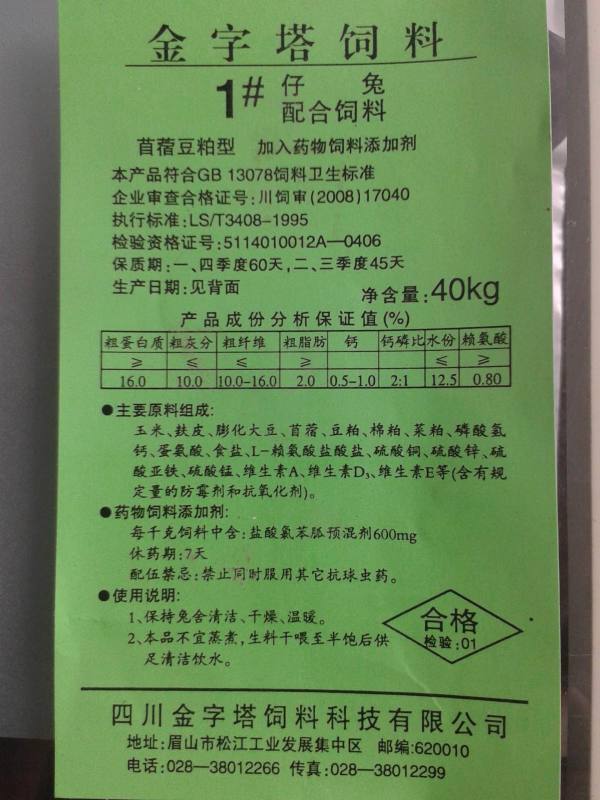 金字塔饲料
1# 仔兔
配合饲料
苜蓿豆粕型 加入药物饲料添加剂
本产品符合GB 13078饲料卫生标准
企业审查合格证号:川饲审(2008)17040
执行标准:LS/T3408-1995
检验资格证号:5114010012A—0406
保质期:一、四季度60天,二、三季度45天
生产日期:见背面 净含量:40kg
产品成份分析保证值(%)
粗蛋白质 粗灰分 粗纤维 粗脂肪 钙 钙磷比 水份 赖氨酸
≥ ≤ ≤ ≥ ≤ ≥
16.0 10.0 10.0-16.0 2.0 0.5-1.0 2:1 12.5 0.80
●主要原料组成:
玉米、麸皮、膨化大豆、苜蓿、豆粕、棉粕、菜粕、磷酸氢
钙、蛋氨酸、食盐、L-赖氨酸盐酸盐、硫酸铜、硫酸锌、硫
酸亚铁、硫酸锰、维生素A、维生素D₃、维生素E等(含有规
定量的防霉剂和抗氧化剂)。
●药物饲料添加剂:
每千克饲料中含:盐酸氯苯胍预混剂600mg
休药期:7天
配伍禁忌:禁止同时服用其它抗球虫药。
●使用说明:
1、保持兔舍清洁、干燥、温暖。
2、本品不宜蒸煮,生料干喂至半饱后供
足清洁饮水。
合格
检验:01
四川金字塔饲料科技有限公司
地址:眉山市松江工业发展集中区 邮编:620010
电话:028—38012266 传真:028—38012299